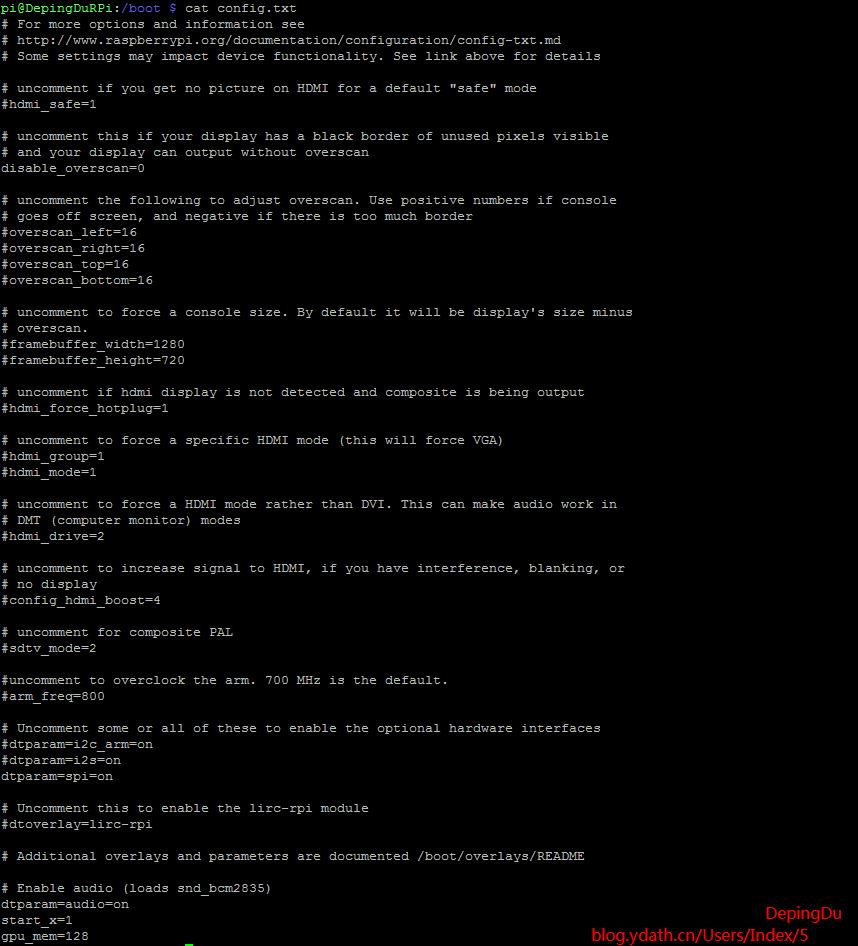 pi@DepingDuRPi:/boot $ cat config.txt
# For more options and information see
# http://www.raspberrypi.org/documentation/configuration/config-txt.md
# Some settings may impact device functionality. See link above for details
# uncomment if you get no picture on HDMI for a default "safe" mode
#hdmi_safe=1
# uncomment this if your display has a black border of unused pixels visible
# and your display can output without overscan
disable_overscan=0
# uncomment the following to adjust overscan. Use positive numbers if console
# goes off screen, and negative if there is too much border
#overscan_left=16
#overscan_right=16
#overscan_top=16
#overscan_bottom=16
# uncomment to force a console size. By default it will be display's size minus
# overscan.
#framebuffer_width=1280
#framebuffer_height=720
# uncomment if hdmi display is not detected and composite is being output
#hdmi_force_hotplug=1
# uncomment to force a specific HDMI mode (this will force VGA)
#hdmi_group=1
#hdmi_mode=1
# uncomment to force a HDMI mode rather than DVI. This can make audio work in
# DMT (computer monitor) modes
#hdmi_drive=2
# uncomment to increase signal to HDMI, if you have interference, blanking, or
# no display
#config_hdmi_boost=4
# uncomment for composite PAL
#sdtv_mode=2
#uncomment to overclock the arm. 700 MHz is the default.
#arm_freq=800
# Uncomment some or all of these to enable the optional hardware interfaces
#dtparam=i2c_arm=on
#dtparam=i2s=on
dtparam=spi=on
# Uncomment this to enable the lirc-rpi module
#dtoverlay=lirc-rpi
# Additional overlays and parameters are documented /boot/overlays/README
# Enable audio (loads snd_bcm2835)
dtparam=audio=on
start_x=1
gpu_mem=128
DepingDu
blog.ydath.cn/Users/Index/5